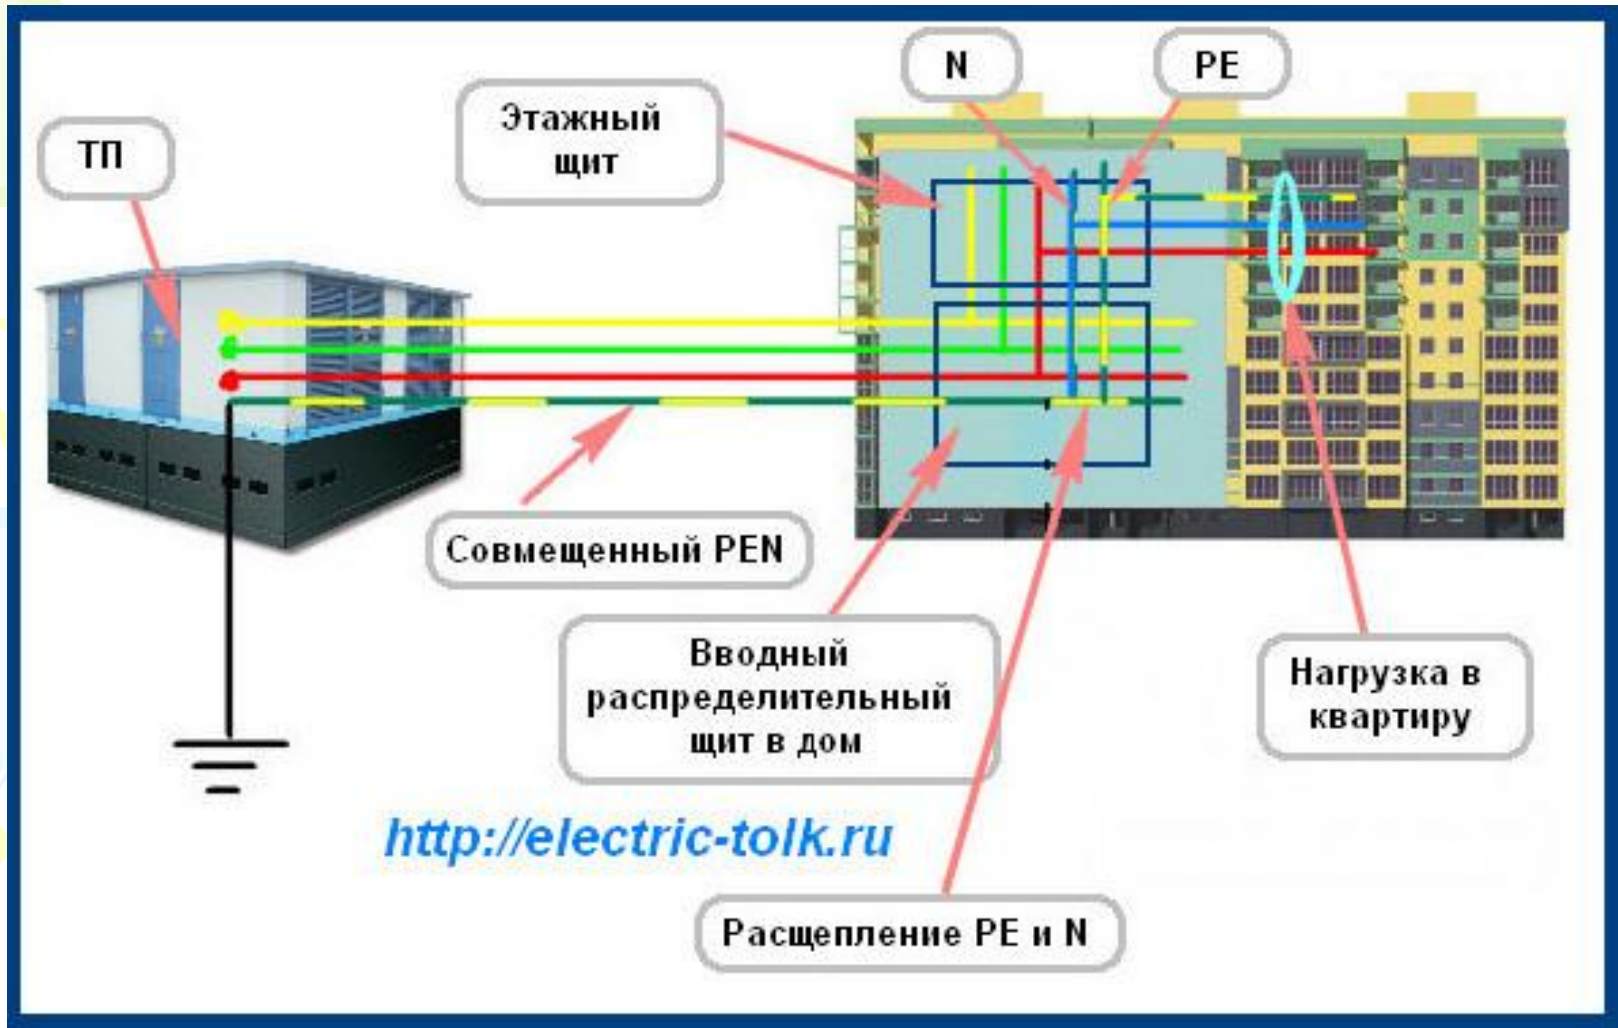 N
PE
Этажный
щит
ТП
Совмещенный PEN
Вводный
распределительный
щит в дом
Нагрузка в
квартиру
http://electric-tolk.ru
Расщепление PE и N